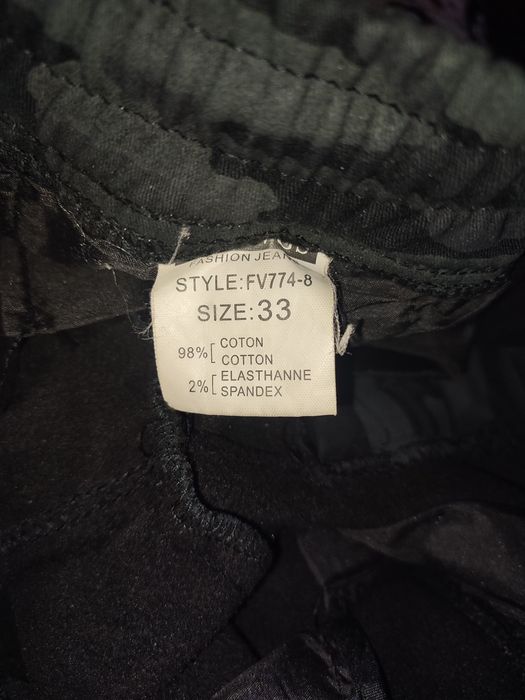 FASHION JEAN
STYLE:FV774-8
SIZE:33
98% [ COTON
COTTON
2% [ ELASTHANNE
SPANDEX